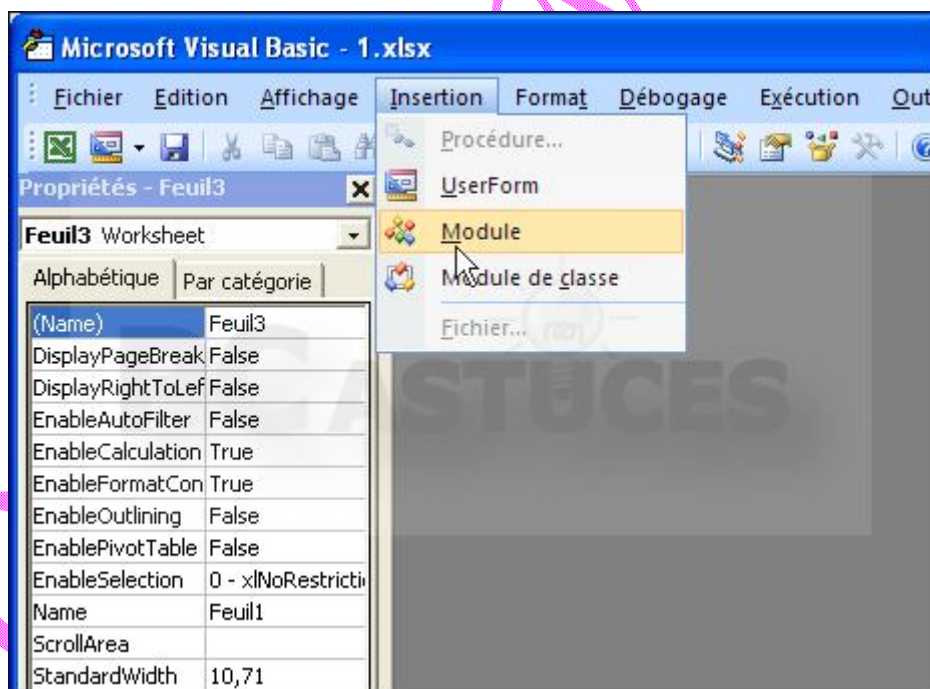 Microsoft Visual Basic - 1.xlsx
Fichier Edition Affichage Insertion Format Débogage Exécution Out
Procédure...
UserForm
Module
Module de classe
Fichier...
Propriétés - Feuil3
Feuil3 Worksheet
Alphabétique Par catégorie
(Name) Feuil3
DisplayPageBreak False
DisplayRightToLef False
EnableAutoFilter False
EnableCalculation True
EnableFormatCon True
EnableOutlining False
EnablePivotTable False
EnableSelection 0 - xlNoRestricti
Name Feuil1
ScrollArea
StandardWidth 10,71
PC ASTUCES